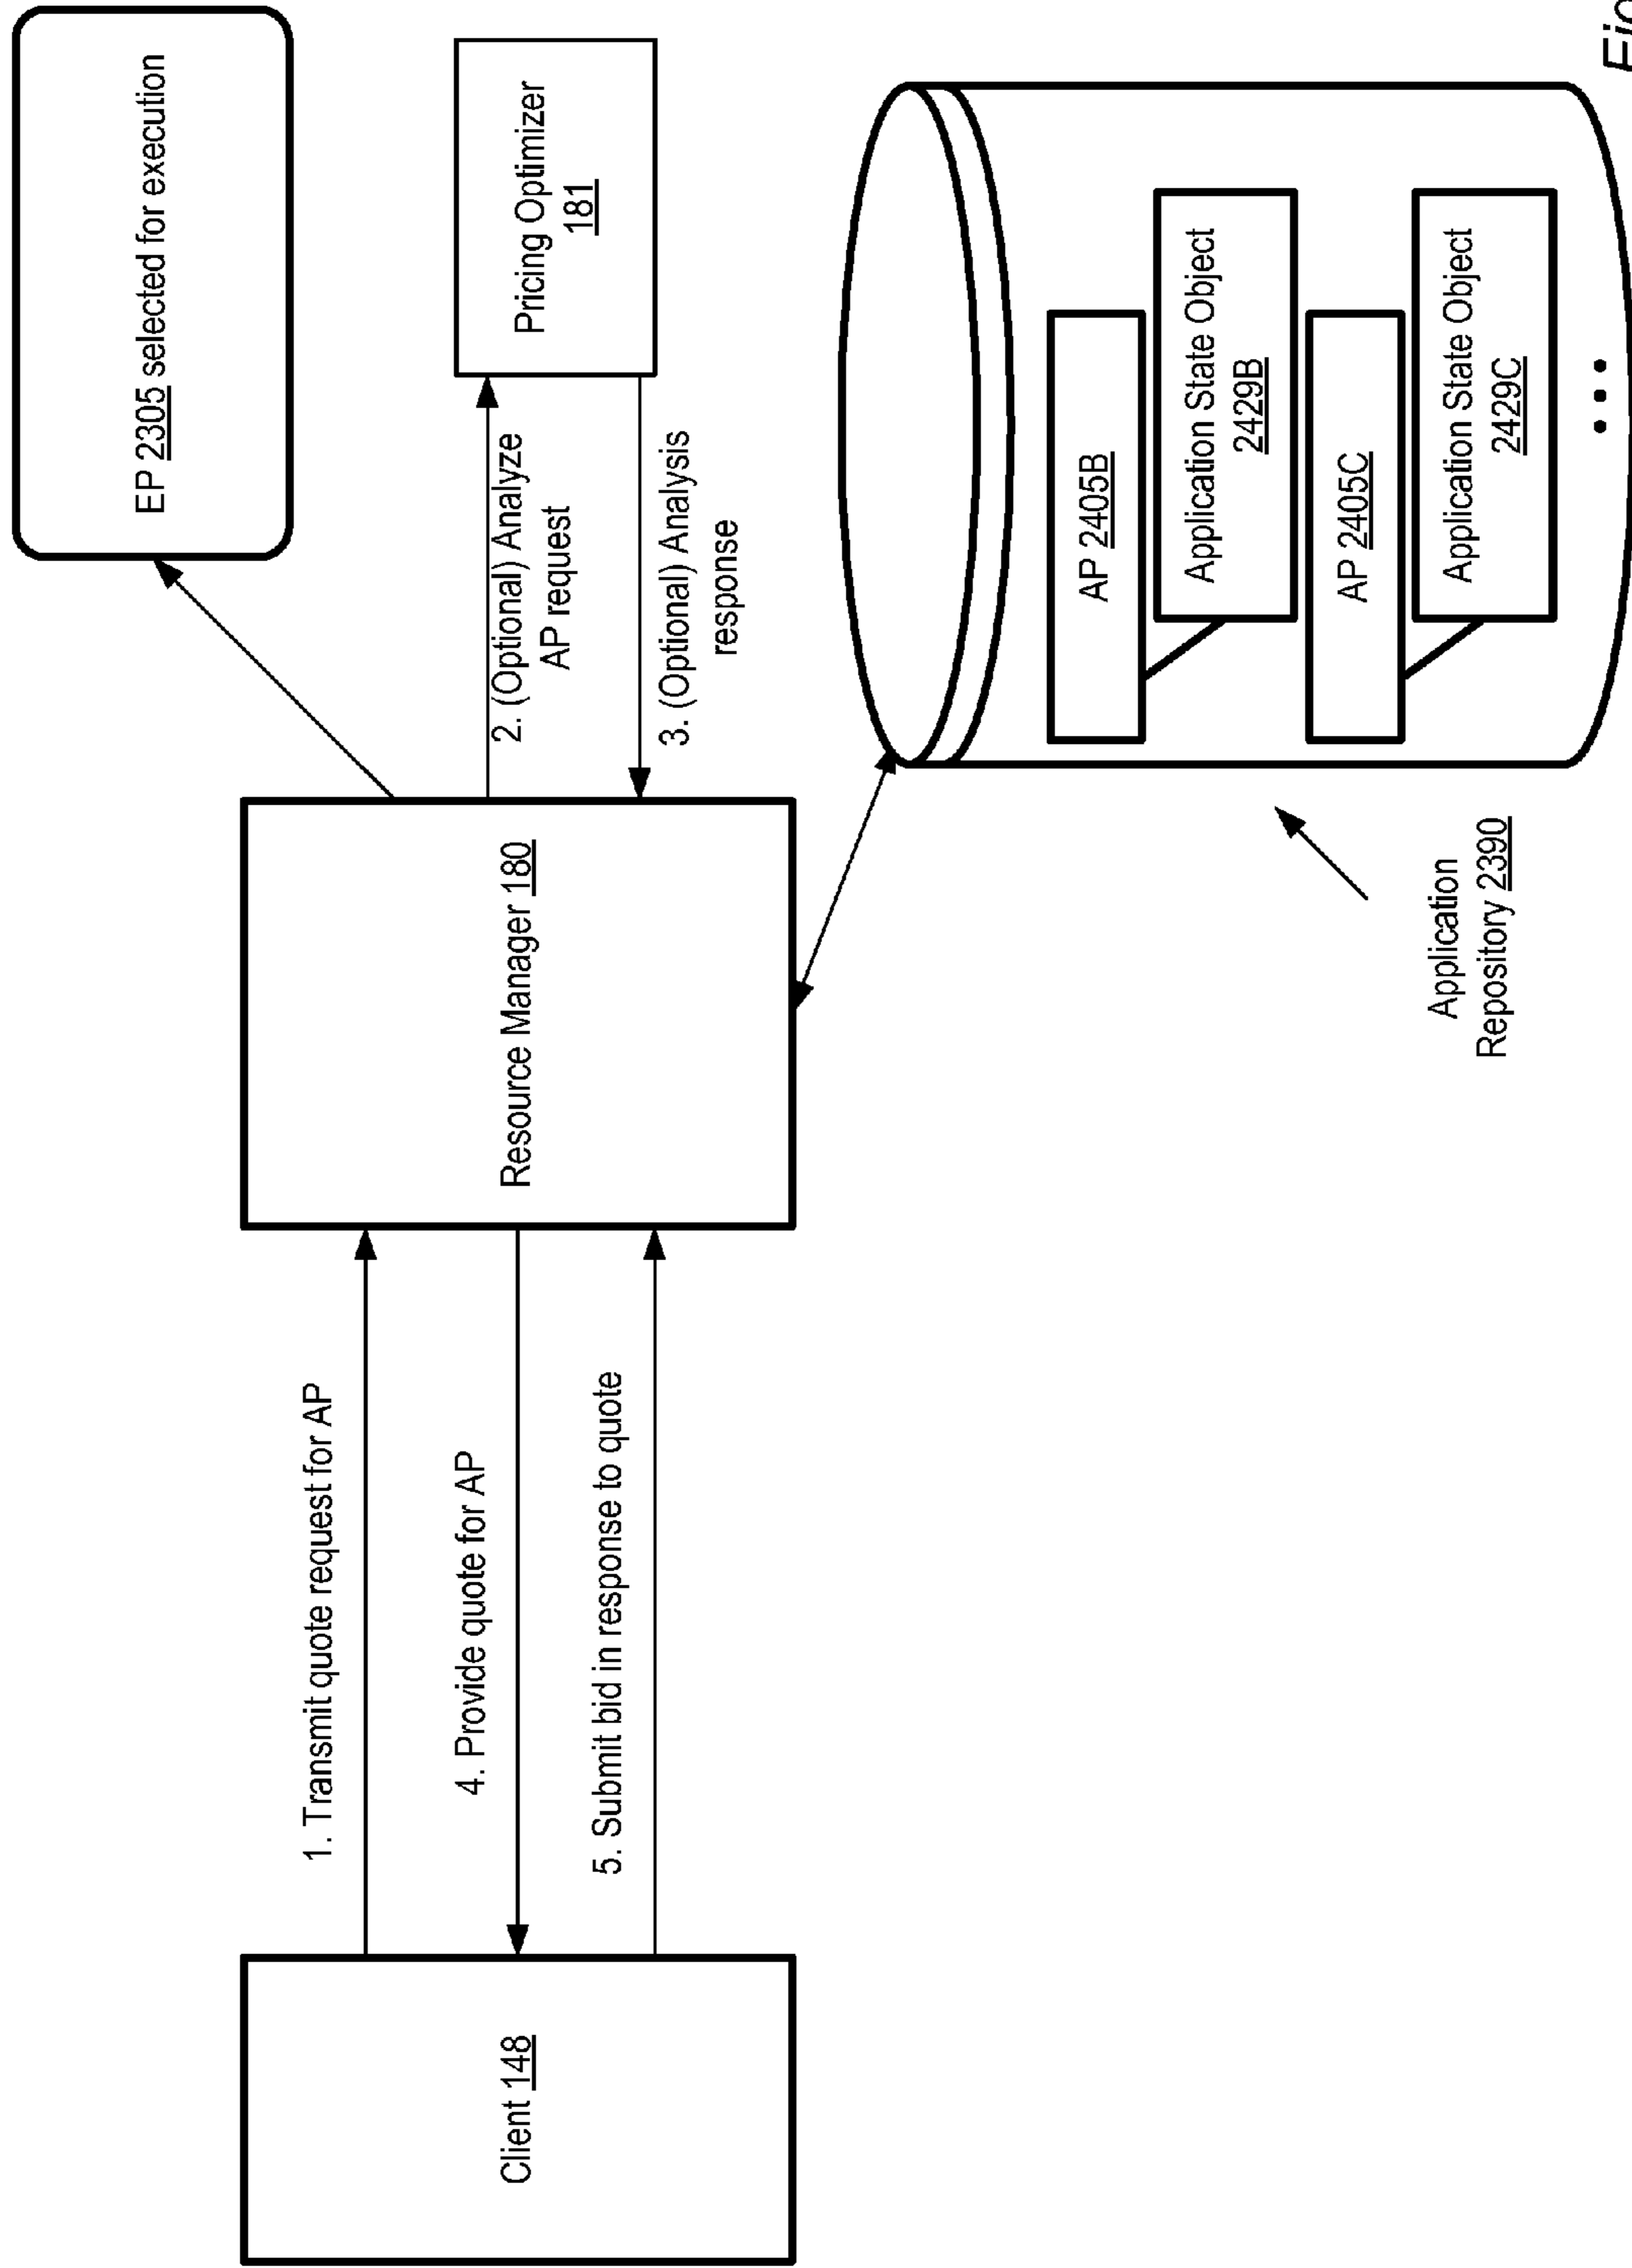 EP 2305 selected for execution
Pricing Optimizer
181
2. (Optional) Analyze
AP request
3. (Optional) Analysis
response
Resource Manager 180
1. Transmit quote request for AP
4. Provide quote for AP
5. Submit bid in response to quote
Client 148
AP 2405B
Application State Object
2429B
AP 2405C
Application State Object
2429C
...
Application
Repository 2390